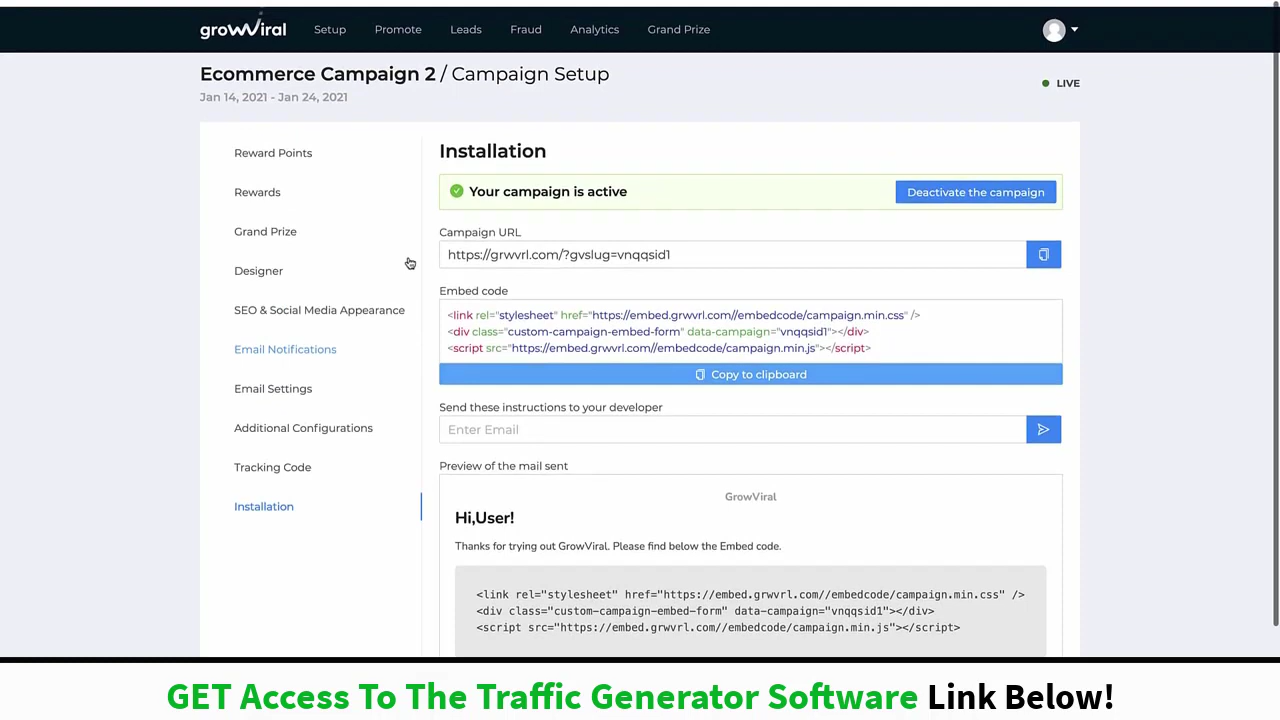 growViral
Setup
Promote
Leads
Fraud
Analytics
Grand Prize
Ecommerce Campaign 2 / Campaign Setup
Jan 14, 2021 - Jan 24, 2021
LIVE
Reward Points
Rewards
Grand Prize
Designer
SEO & Social Media Appearance
Email Notifications
Email Settings
Additional Configurations
Tracking Code
Installation
Installation
Your campaign is active
Deactivate the campaign
Campaign URL
https://grwvrl.com/?gvslug=vnqqsid1
Embed code
<link rel="stylesheet" href="https://embed.grwvrl.com//embedcode/campaign.min.css" />
<div class="custom-campaign-embed-form" data-campaign="vnqqsid1"></div>
<script src="https://embed.grwvrl.com//embedcode/campaign.min.js"></script>
Copy to clipboard
Send these instructions to your developer
Enter Email
Preview of the mail sent
GrowViral
Hi,User!
Thanks for trying out GrowViral. Please find below the Embed code.
<link rel="stylesheet" href="https://embed.grwvrl.com//embedcode/campaign.min.css" />
<div class="custom-campaign-embed-form" data-campaign="vnqqsid1"></div>
<script src="https://embed.grwvrl.com//embedcode/campaign.min.js"></script>
GET Access To The Traffic Generator Software Link Below!